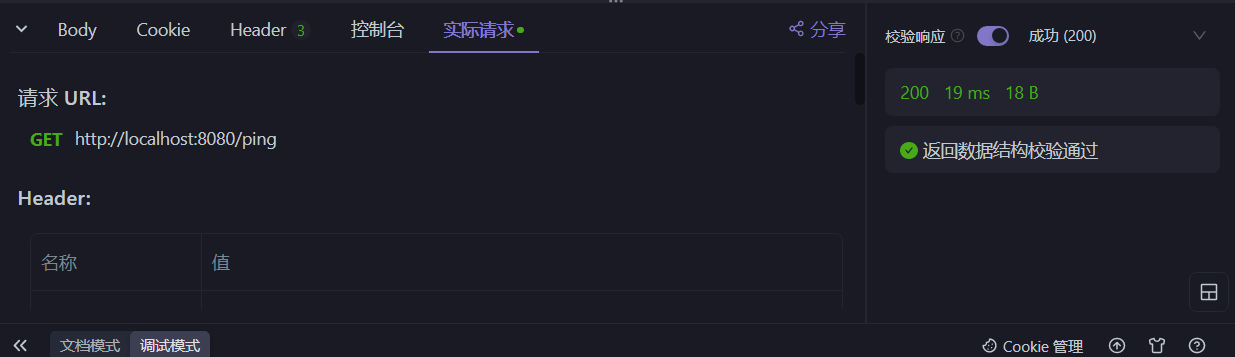 Body Cookie Header 3 控制台 实际请求 分享
请求 URL:
GET http://localhost:8080/ping
Header:
名称 值
校验响应 成功 (200)
200 19 ms 18 B
返回数据结构校验通过
文档模式 调试模式 Cookie 管理